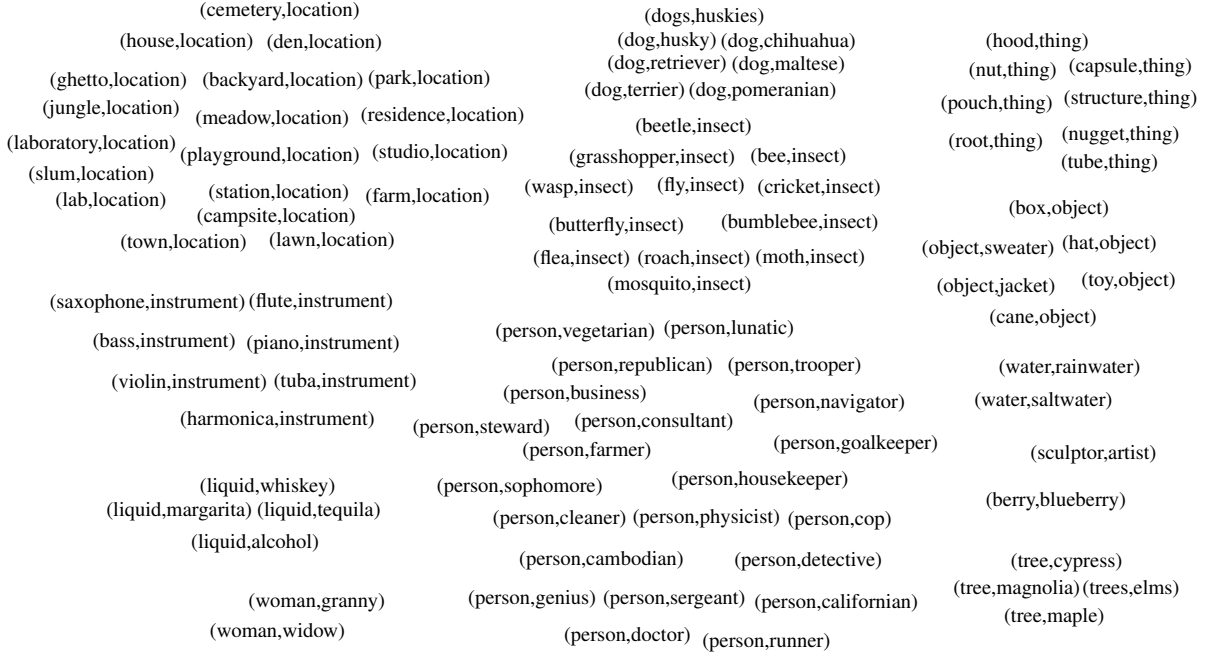 (cemetery,location)
(house,location) (den,location)
(ghetto,location) (backyard,location) (park,location)
(jungle,location) (meadow,location) (residence,location)
(laboratory,location) (playground,location) (studio,location)
(slum,location) (station,location) (farm,location)
(lab,location) (campsite,location)
(town,location) (lawn,location)
(saxophone,instrument) (flute,instrument)
(bass,instrument) (piano,instrument)
(violin,instrument) (tuba,instrument)
(harmonica,instrument)
(liquid,whiskey)
(liquid,margarita) (liquid,tequila)
(liquid,alcohol)
(woman,granny)
(woman,widow)
(dogs,huskies)
(dog,husky) (dog,chihuahua)
(dog,retriever) (dog,maltese)
(dog,terrier) (dog,pomeranian)
(beetle,insect)
(grasshopper,insect) (bee,insect)
(wasp,insect) (fly,insect) (cricket,insect)
(butterfly,insect) (bumblebee,insect)
(flea,insect) (roach,insect) (moth,insect)
(mosquito,insect)
(person,vegetarian) (person,lunatic)
(person,republican) (person,trooper)
(person,business) (person,navigator)
(person,steward) (person,consultant)
(person,farmer) (person,goalkeeper)
(person,sophomore) (person,housekeeper)
(person,cleaner) (person,physicist) (person,cop)
(person,cambodian) (person,detective)
(person,genius) (person,sergeant) (person,californian)
(person,doctor) (person,runner)
(hood,thing)
(nut,thing) (capsule,thing)
(pouch,thing) (structure,thing)
(root,thing) (nugget,thing)
(tube,thing)
(box,object)
(object,sweater) (hat,object)
(object,jacket) (toy,object)
(cane,object)
(water,rainwater)
(water,saltwater)
(sculptor,artist)
(berry,blueberry)
(tree,cypress)
(tree,magnolia) (trees,elms)
(tree,maple)